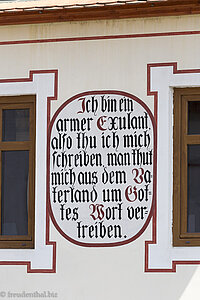 Ich bin ein
armer Exulant
also thu ich mich
schreiben, man thut
mich aus dem Va⸗
terland um Got⸗
tes Wort ver⸗
treiben.
© freudenthal.biz